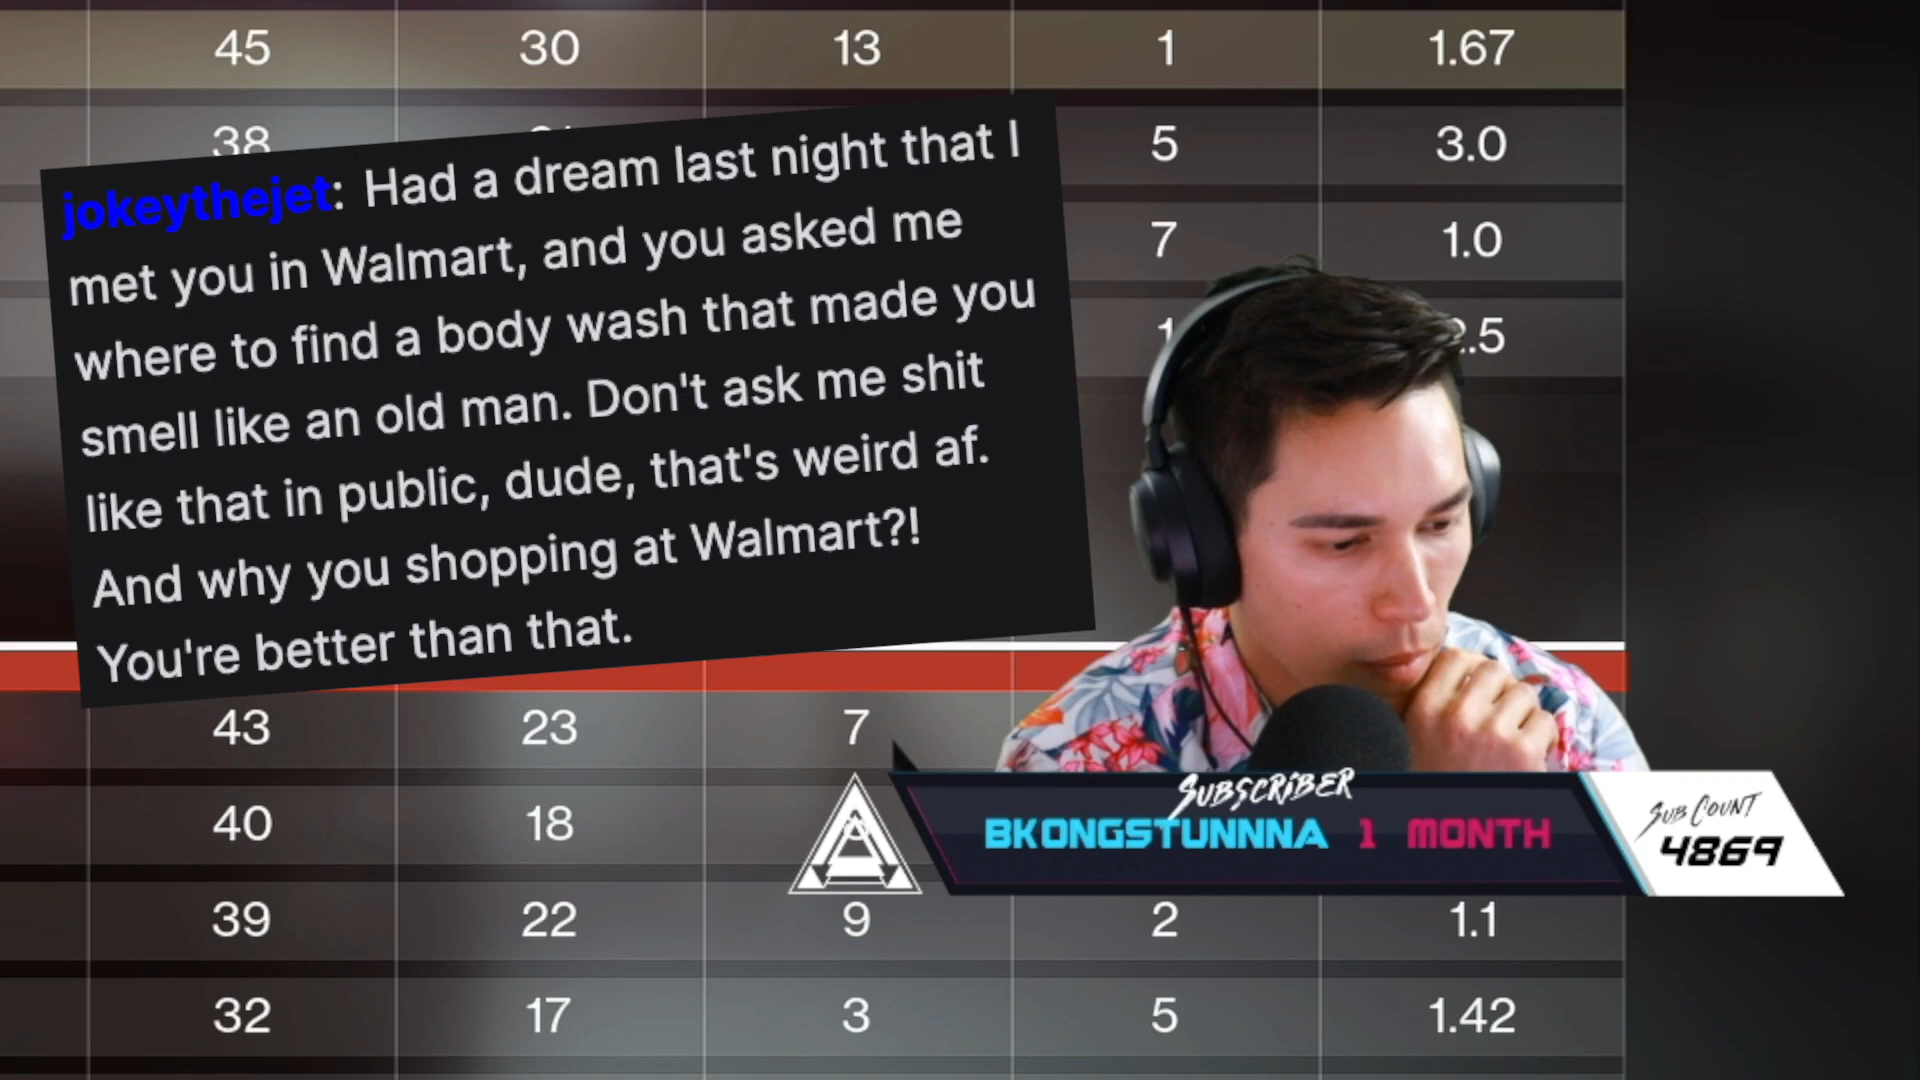 45 30 13 1 1.67
38 5 3.0
7 1.0
jokeythejet: Had a dream last night that I
met you in Walmart, and you asked me
where to find a body wash that made you
smell like an old man. Don't ask me shit
like that in public, dude, that's weird af.
And why you shopping at Walmart?!
You're better than that.
43 23 7
SUBSCRIBER
BKONGSTUNNNA 1 MONTH
SUB COUNT
4869
40 18
39 22 9 2 1.1
32 17 3 5 1.42